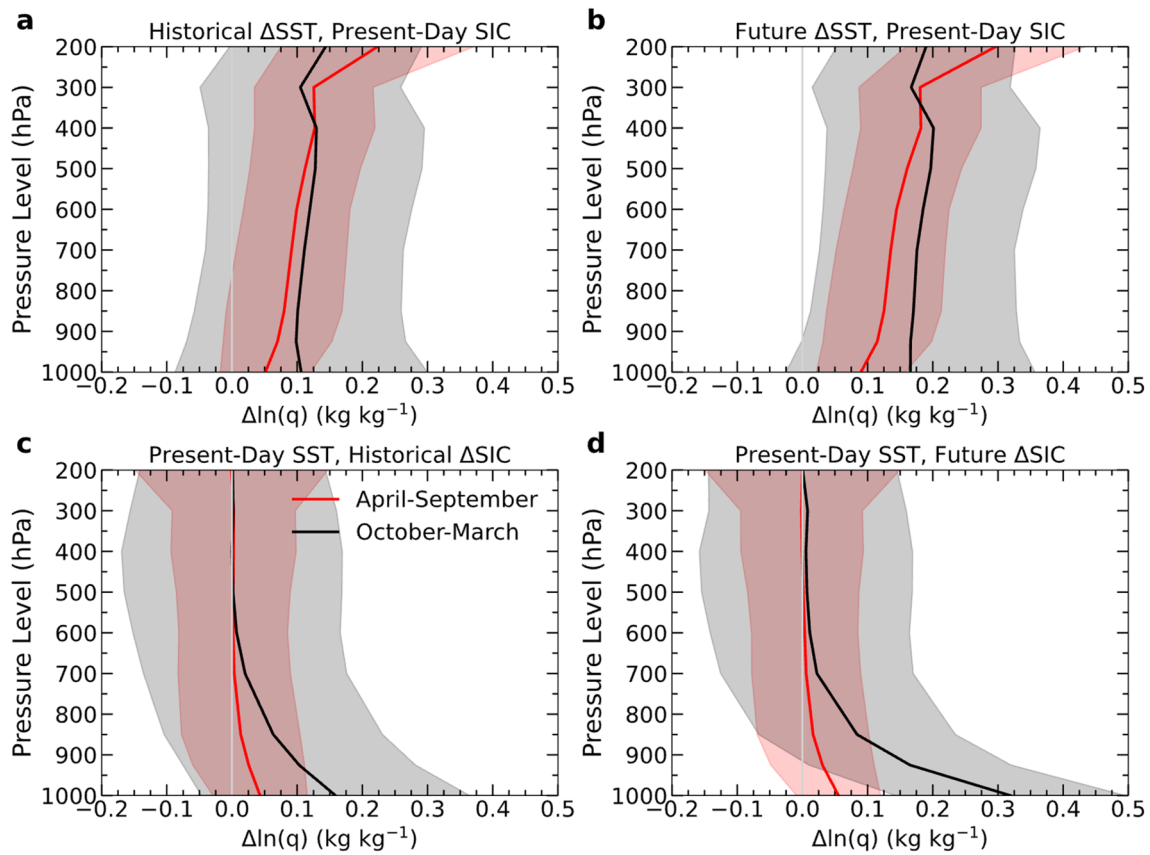 a
Historical ΔSST, Present-Day SIC
200
300
400
500
600
700
800
900
1000
Pressure Level (hPa)
−0.2 −0.1 0.0 0.1 0.2 0.3 0.4 0.5
Δln(q) (kg kg⁻¹)
b
Future ΔSST, Present-Day SIC
200
300
400
500
600
700
800
900
1000
Pressure Level (hPa)
−0.2 −0.1 0.0 0.1 0.2 0.3 0.4 0.5
Δln(q) (kg kg⁻¹)
c
Present-Day SST, Historical ΔSIC
200
300
400
500
600
700
800
900
1000
Pressure Level (hPa)
April-September
October-March
−0.2 −0.1 0.0 0.1 0.2 0.3 0.4 0.5
Δln(q) (kg kg⁻¹)
d
Present-Day SST, Future ΔSIC
200
300
400
500
600
700
800
900
1000
Pressure Level (hPa)
−0.2 −0.1 0.0 0.1 0.2 0.3 0.4 0.5
Δln(q) (kg kg⁻¹)